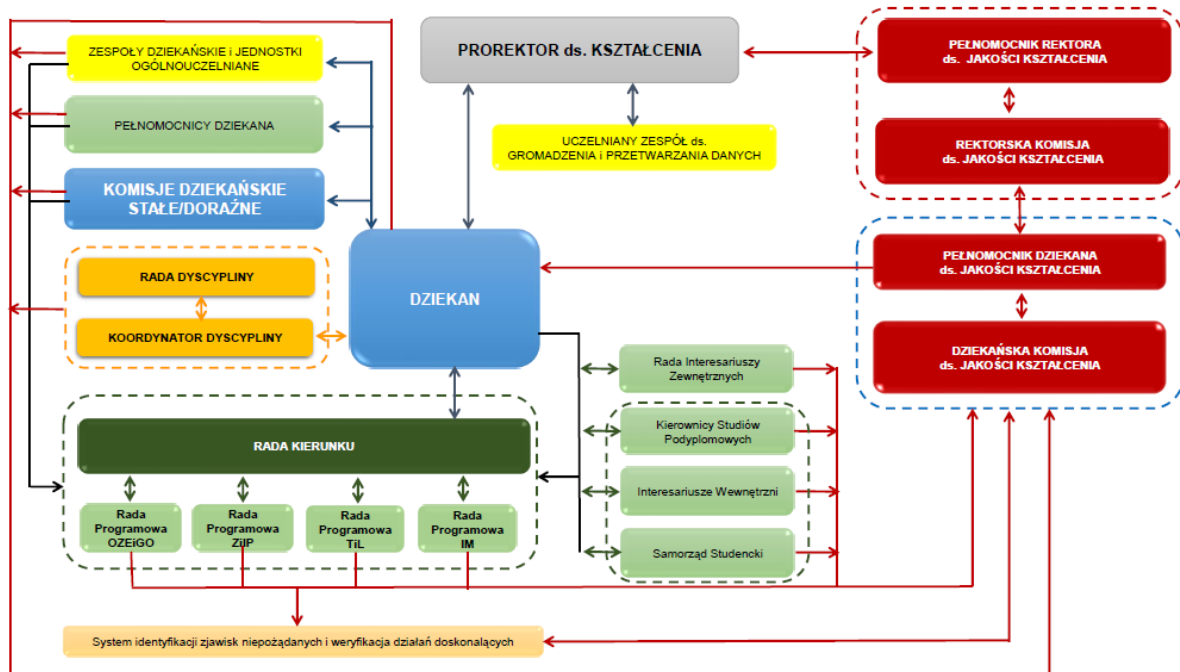 ZESPOŁY DZIEKAŃSKIE i JEDNOSTKI
OGÓLNOUCZELNIANE
PEŁNOMOCNICY DZIEKANA
KOMISJE DZIEKAŃSKIE
STAŁE/DORAŹNE
RADA DYSCYPLINY
KOORDYNATOR DYSCYPLINY
PROREKTOR ds. KSZTAŁCENIA
UCZELNIANY ZESPÓŁ ds.
GROMADZENIA i PRZETWARZANIA DANYCH
PEŁNOMOCNIK REKTORA
ds. JAKOŚCI KSZTAŁCENIA
REKTORSKA KOMISJA
ds. JAKOŚCI KSZTAŁCENIA
PEŁNOMOCNIK DZIEKANA
ds. JAKOŚCI KSZTAŁCENIA
DZIEKAŃSKA KOMISJA
ds. JAKOŚCI KSZTAŁCENIA
DZIEKAN
Rada Interesariuszy
Zewnętrznych
Kierownicy Studiów
Podyplomowych
Interesariusze Wewnętrzni
Samorząd Studencki
RADA KIERUNKU
Rada
Programowa
OZEiGO
Rada
Programowa
ZiIP
Rada
Programowa
TiL
Rada
Programowa
IM
System identyfikacji zjawisk niepożądanych i weryfikacja działań doskonalących